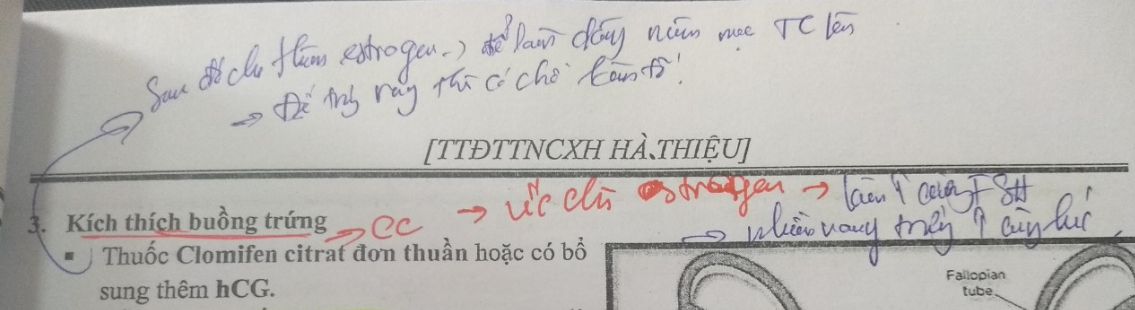 Sau đó cho thêm estrogen → để làm dày niêm mạc TC lên
→ Để trứng rụng thì có chỗ làm tổ!
[TTĐTTNCXH HÀ.THIỆU]
→ ức chế estrogen → làm ↑ FSH
3. Kích thích buồng trứng → CC
→ nhiều nang trứng ↑ cùng lúc
▪ Thuốc Clomifen citrat đơn thuần hoặc có bổ
sung thêm hCG.
Fallopian
tube